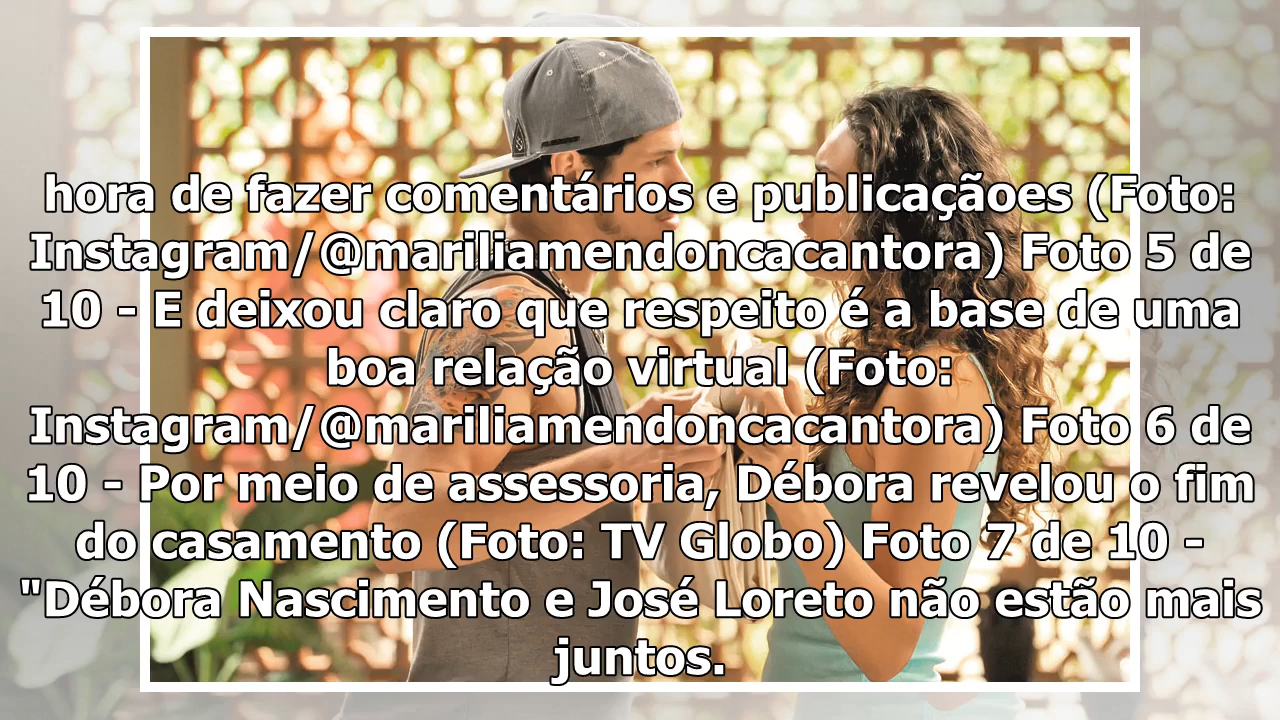 hora de fazer comentários e publicaçãoes (Foto:
Instagram/@mariliamendoncacantora) Foto 5 de
10 - E deixou claro que respeito é a base de uma
boa relação virtual (Foto:
Instagram/@mariliamendoncacantora) Foto 6 de
10 - Por meio de assessoria, Débora revelou o fim
do casamento (Foto: TV Globo) Foto 7 de 10 -
"Débora Nascimento e José Loreto não estão mais
juntos.